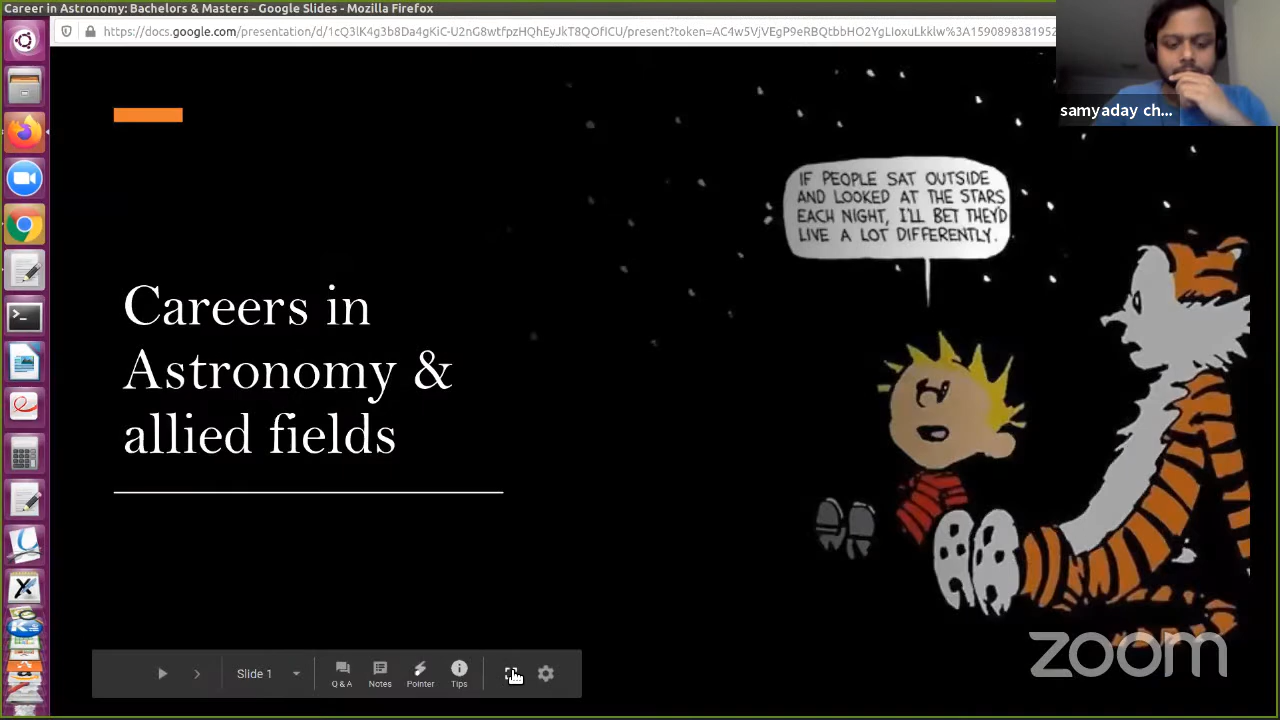 Career in Astronomy: Bachelors & Masters - Google Slides - Mozilla Firefox
https://docs.google.com/presentation/d/1cQ3lK4g3b8Da4gKiC-U2nG8wtfpzHQhEyJkT8QOfICU/present?token=AC4w5VjVEgP9eRBQtbbHO2YgLIoxuLkkiw%3A1590898381952
samyaday ch...
IF PEOPLE SAT OUTSIDE
AND LOOKED AT THE STARS
EACH NIGHT, I'LL BET THEY'D
LIVE A LOT DIFFERENTLY.
Careers in
Astronomy &
allied fields
zoom
Slide 1
Q & A
Notes
Pointer
Tips